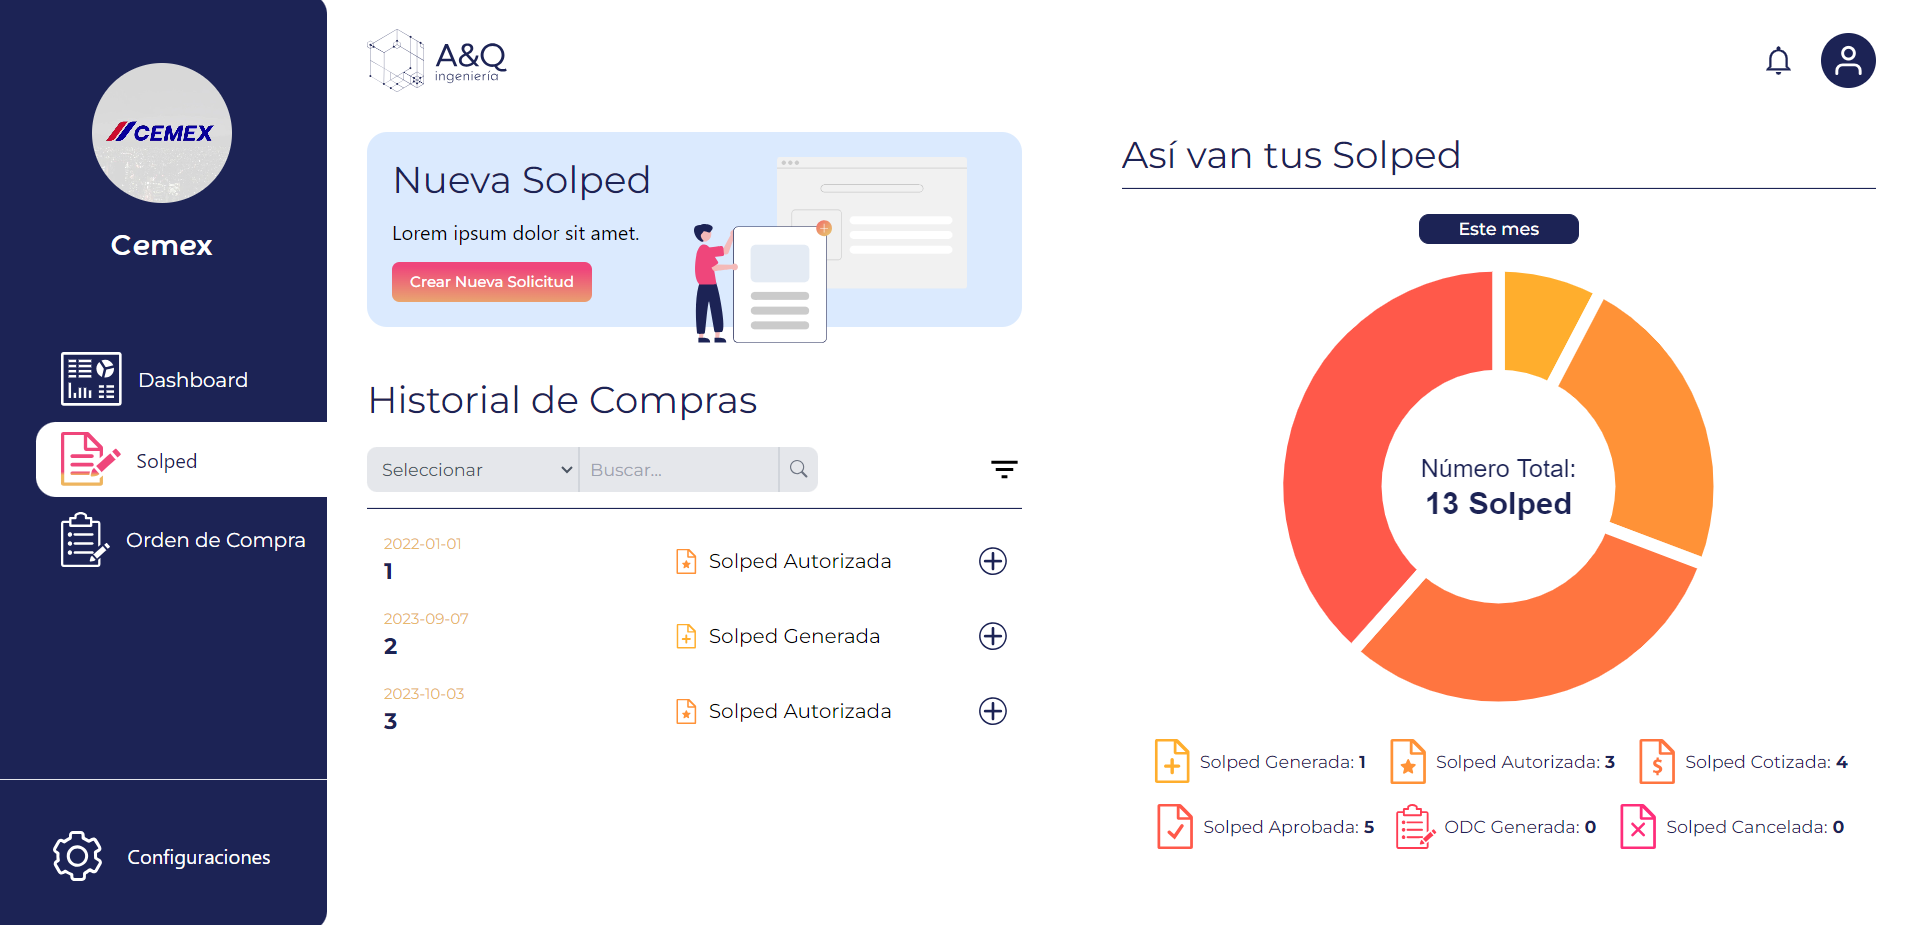 CEMEX
Cemex
Dashboard
Solped
Orden de Compra
Configuraciones
A&Q
ingeniería
Nueva Solped
Lorem ipsum dolor sit amet.
Crear Nueva Solicitud
Historial de Compras
Seleccionar
Buscar...
2022-01-01
1
Solped Autorizada
2023-09-07
2
Solped Generada
2023-10-03
3
Solped Autorizada
Así van tus Solped
Este mes
Número Total:
13 Solped
Solped Generada: 1
Solped Autorizada: 3
Solped Cotizada: 4
Solped Aprobada: 5
ODC Generada: 0
Solped Cancelada: 0